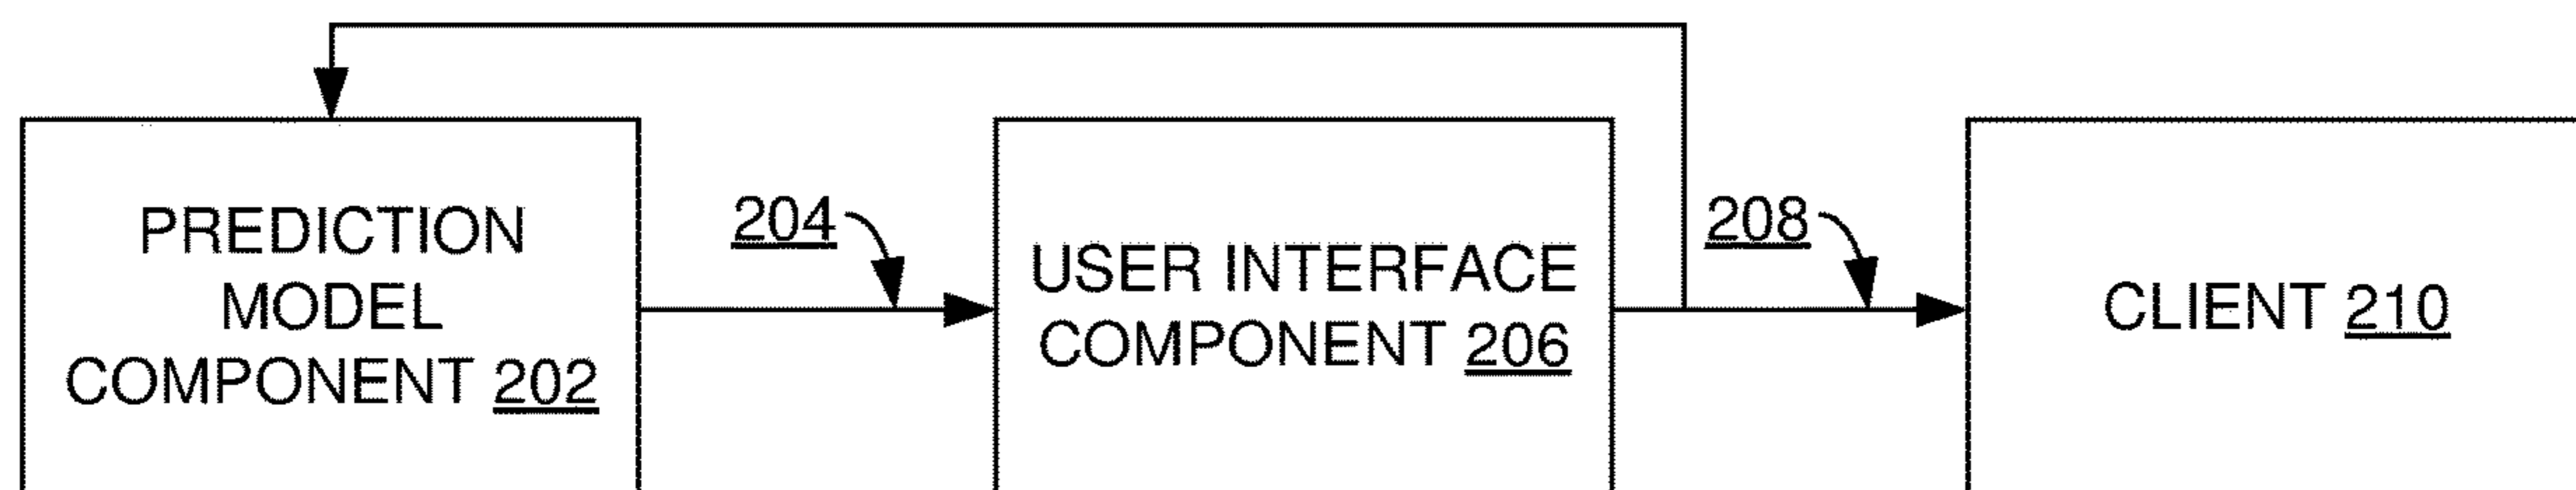 PREDICTION
MODEL
COMPONENT 202
204
USER INTERFACE
COMPONENT 206
208
CLIENT 210